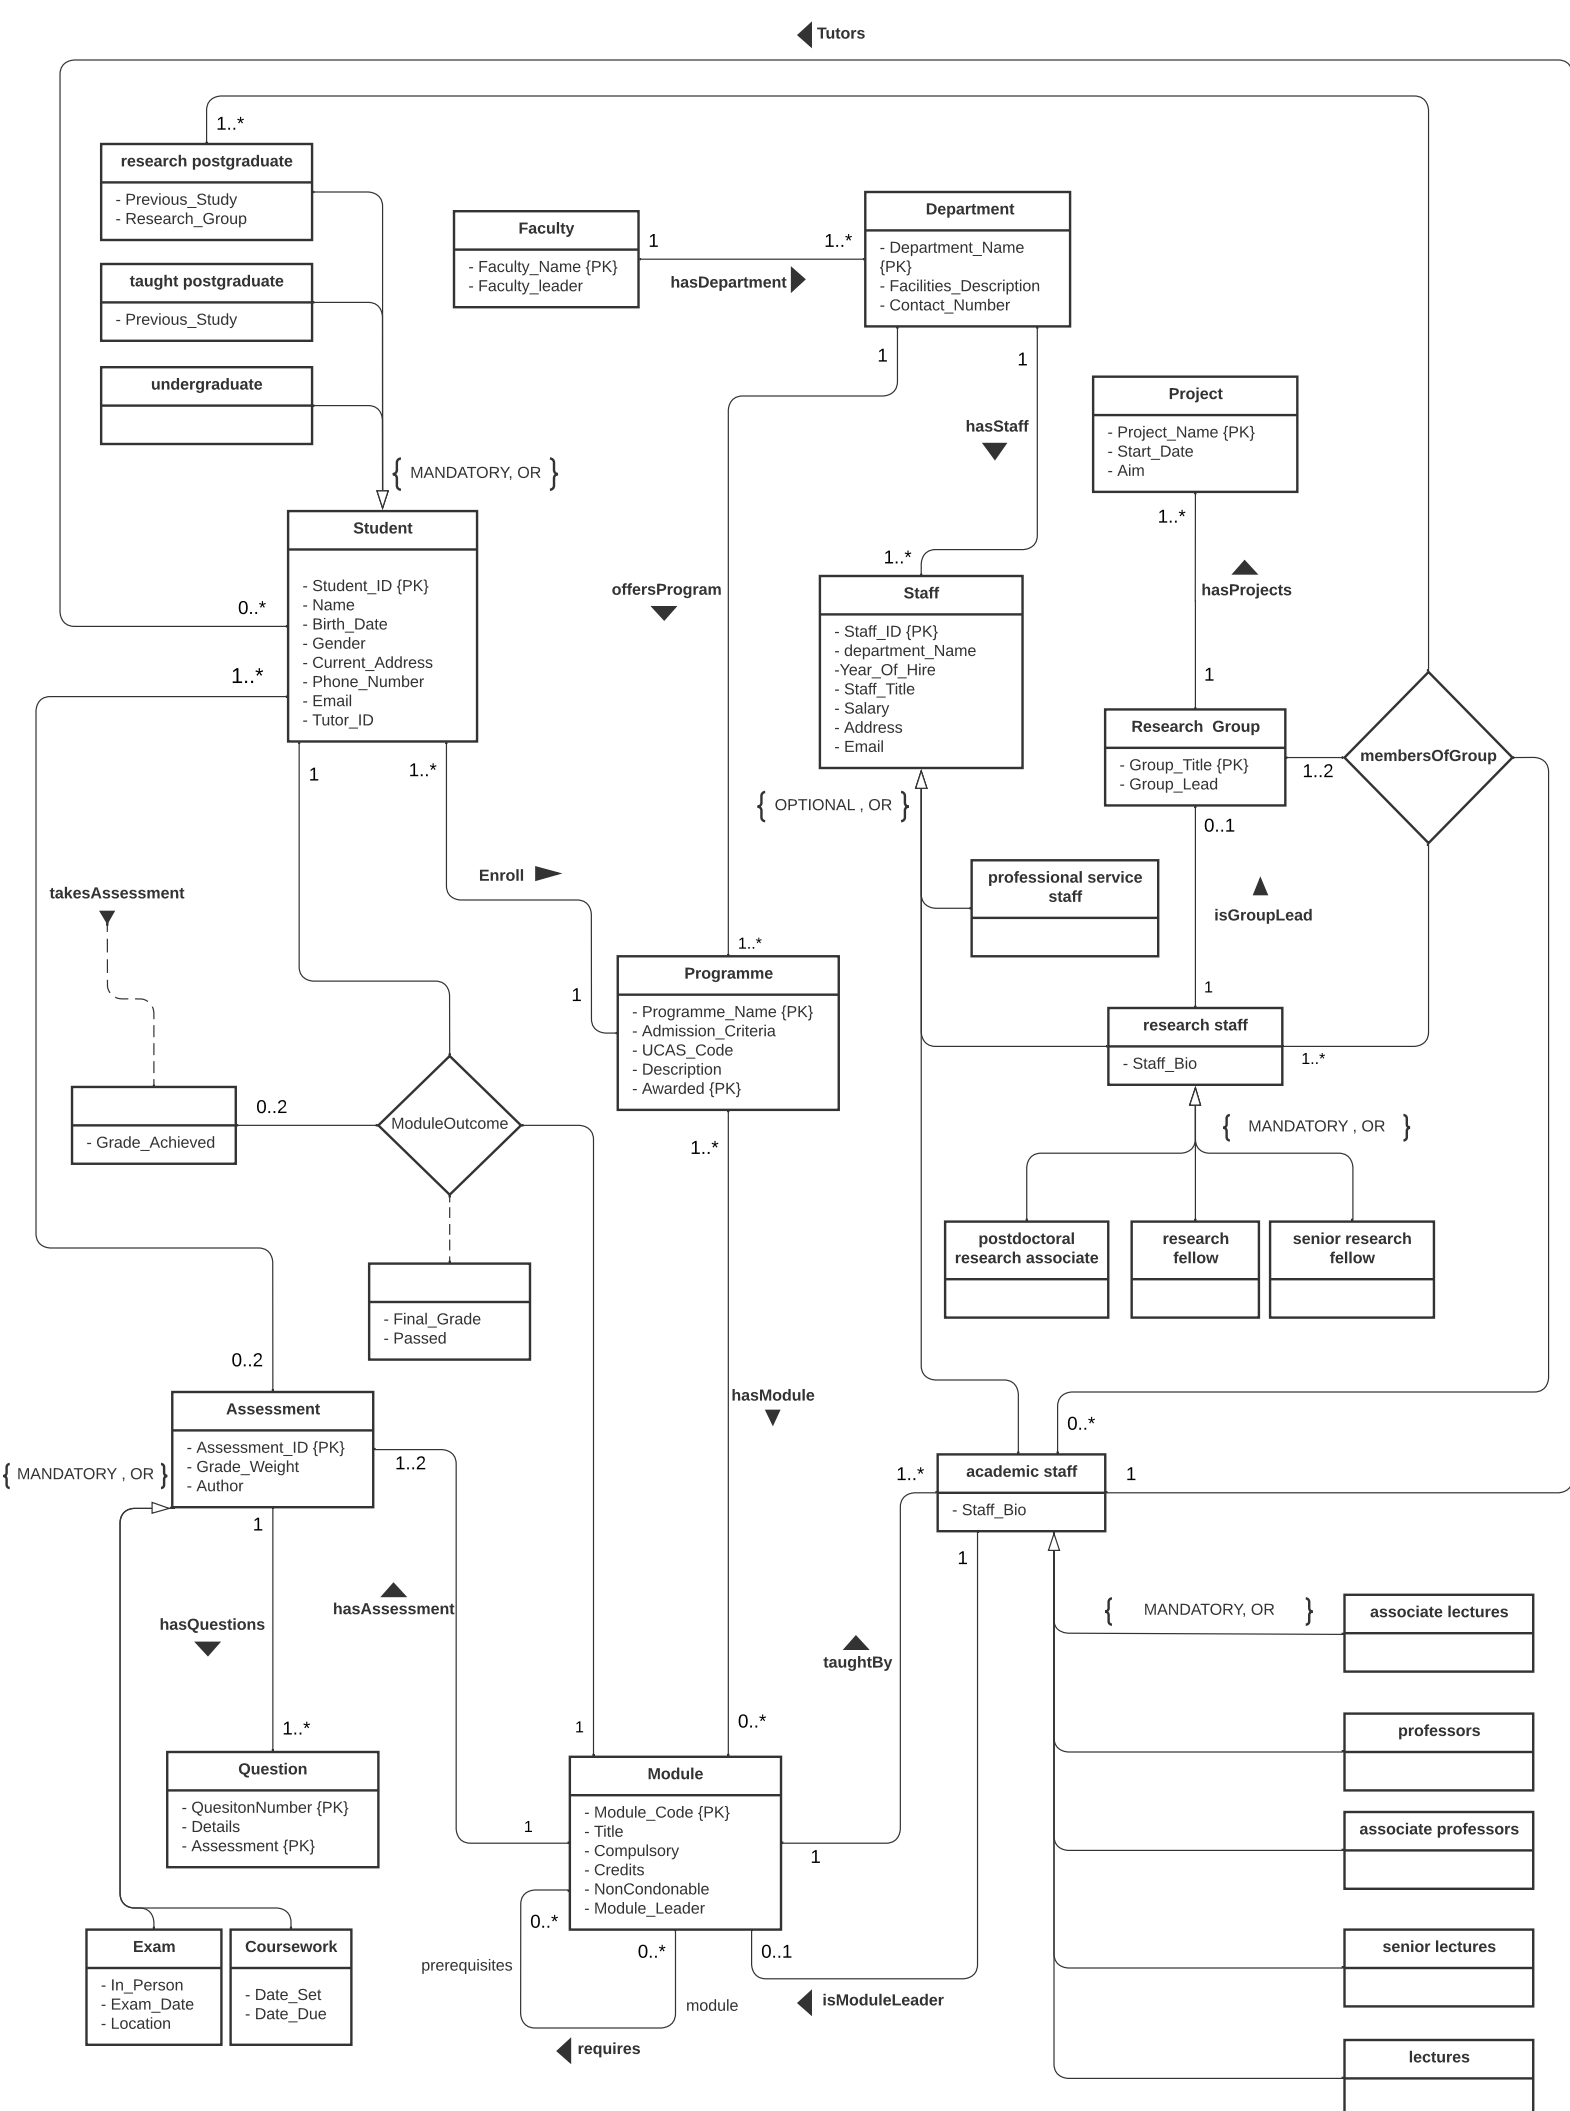 Tutors
1..*
research postgraduate
- Previous_Study
- Research_Group
taught postgraduate
- Previous_Study
undergraduate
Faculty
- Faculty_Name {PK}
- Faculty_leader
1
1..*
hasDepartment
Department
- Department_Name
{PK}
- Facilities_Description
- Contact_Number
1
1
hasStaff
Project
- Project_Name {PK}
- Start_Date
- Aim
{ MANDATORY, OR }
Student
- Student_ID {PK}
- Name
- Birth_Date
- Gender
- Current_Address
- Phone_Number
- Email
- Tutor_ID
0..*
1..*
1
1..*
offersProgram
1..*
Staff
- Staff_ID {PK}
- department_Name
-Year_Of_Hire
- Staff_Title
- Salary
- Address
- Email
1..*
hasProjects
1
Research  Group
- Group_Title {PK}
- Group_Lead
1..2
membersOfGroup
{ OPTIONAL , OR }
0..1
professional service
staff
isGroupLead
takesAssessment
Enroll
1..*
1
Programme
- Programme_Name {PK}
- Admission_Criteria
- UCAS_Code
- Description
- Awarded {PK}
1
research staff
- Staff_Bio
1..*
- Grade_Achieved
0..2
ModuleOutcome
1..*
{ MANDATORY , OR }
postdoctoral
research associate
research
fellow
senior research
fellow
- Final_Grade
- Passed
0..2
Assessment
- Assessment_ID {PK}
- Grade_Weight
- Author
{ MANDATORY , OR }
1..2
1
hasModule
0..*
1..*
academic staff
- Staff_Bio
1
1
hasQuestions
hasAssessment
taughtBy
{ MANDATORY, OR }
associate lectures
professors
associate professors
senior lectures
lectures
1..*
Question
- QuesitonNumber {PK}
- Details
- Assessment {PK}
1
0..*
Module
- Module_Code {PK}
- Title
- Compulsory
- Credits
- NonCondonable
- Module_Leader
1
1
0..*
0..*
0..1
prerequisites
module
isModuleLeader
requires
Exam
- In_Person
- Exam_Date
- Location
Coursework
- Date_Set
- Date_Due